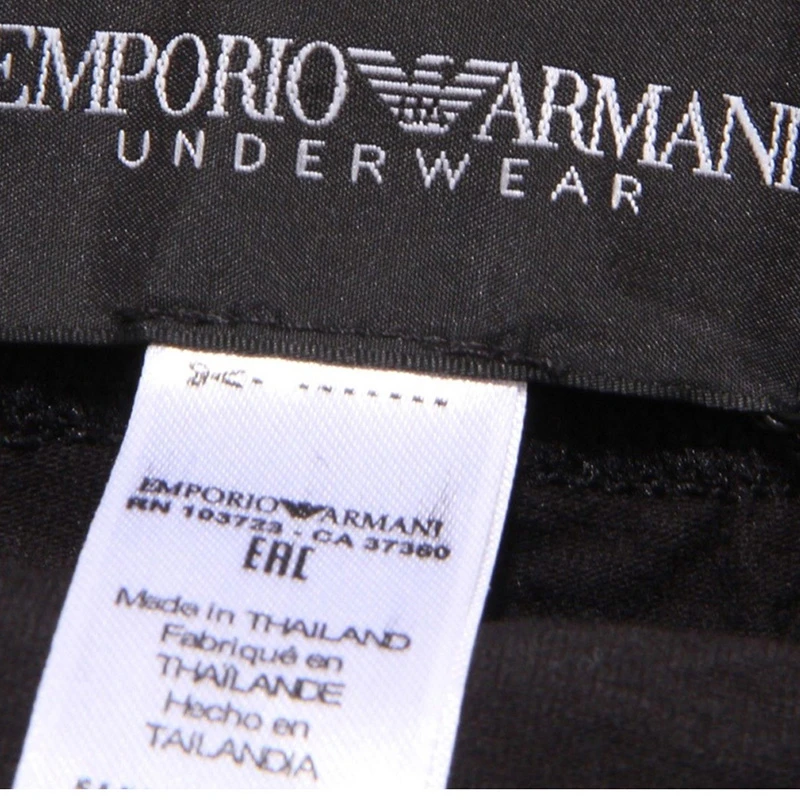 EMPORIO ARMANI
UNDERWEAR
EMPORIO ARMANI
RN 103723 - CA 37360
EAC
Made in THAILAND
Fabriqué en
THAÏLANDE
Hecho en
TAILANDIA